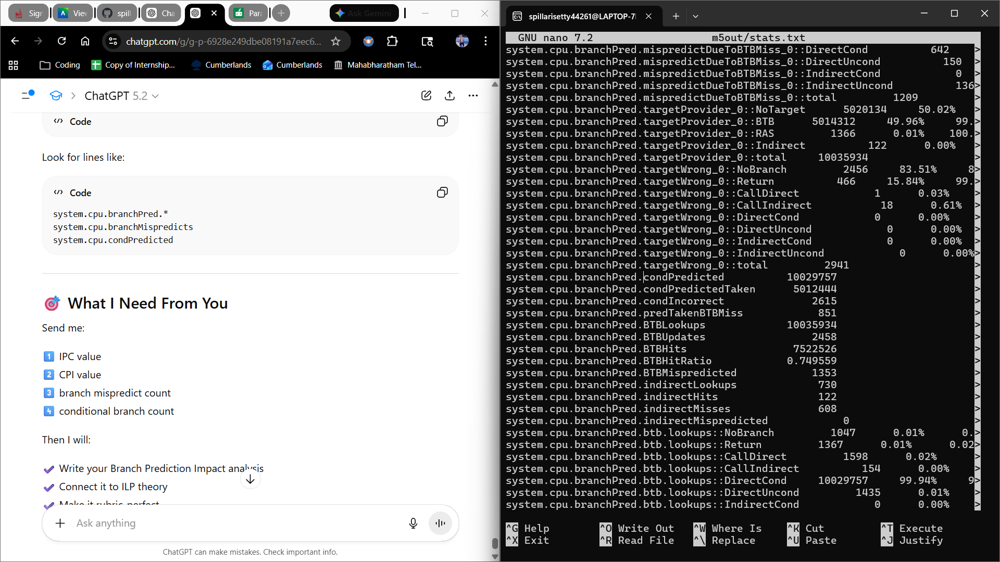 Sign
View
spill
Cha
Para
Ask Gemini
chatgpt.com/g/g-p-6928e249dbe08191a7eec6...
Coding
Copy of Internship...
Cumberlands
Cumberlands
Mahabharatham Tel...
ChatGPT 5.2
Code
Look for lines like:
Code
system.cpu.branchPred.*
system.cpu.branchMispredicts
system.cpu.condPredicted
What I Need From You
Send me:
1 IPC value
2 CPI value
3 branch mispredict count
4 conditional branch count
Then I will:
Write your Branch Prediction Impact analysis
Connect it to ILP theory
Make it rubric-perfect
Ask anything
ChatGPT can make mistakes. Check important info.
spillarisetty44261@LAPTOP-7
GNU nano 7.2 m5out/stats.txt
system.cpu.branchPred.mispredictDueToBTBMiss_0::DirectCond 642 >
system.cpu.branchPred.mispredictDueToBTBMiss_0::DirectUncond 150 >
system.cpu.branchPred.mispredictDueToBTBMiss_0::IndirectCond 0 >
system.cpu.branchPred.mispredictDueToBTBMiss_0::IndirectUncond 136>
system.cpu.branchPred.mispredictDueToBTBMiss_0::total 1209 >
system.cpu.branchPred.targetProvider_0::NoTarget 5020134 50.02% >
system.cpu.branchPred.targetProvider_0::BTB 5014312 49.96% 99.>
system.cpu.branchPred.targetProvider_0::RAS 1366 0.01% 100.>
system.cpu.branchPred.targetProvider_0::Indirect 122 0.00% >
system.cpu.branchPred.targetProvider_0::total 10035934 >
system.cpu.branchPred.targetWrong_0::NoBranch 2456 83.51% 8>
system.cpu.branchPred.targetWrong_0::Return 466 15.84% 99.>
system.cpu.branchPred.targetWrong_0::CallDirect 1 0.03% >
system.cpu.branchPred.targetWrong_0::CallIndirect 18 0.61% >
system.cpu.branchPred.targetWrong_0::DirectCond 0 0.00% >
system.cpu.branchPred.targetWrong_0::DirectUncond 0 0.00% >
system.cpu.branchPred.targetWrong_0::IndirectCond 0 0.00% >
system.cpu.branchPred.targetWrong_0::IndirectUncond 0 0.00%>
system.cpu.branchPred.targetWrong_0::total 2941 >
system.cpu.branchPred.condPredicted 10029757 >
system.cpu.branchPred.condPredictedTaken 5012444 >
system.cpu.branchPred.condIncorrect 2615 >
system.cpu.branchPred.predTakenBTBMiss 851 >
system.cpu.branchPred.BTBLookups 10035934 >
system.cpu.branchPred.BTBUpdates 2458 >
system.cpu.branchPred.BTBHits 7522526 >
system.cpu.branchPred.BTBHitRatio 0.749559 >
system.cpu.branchPred.BTBMispredicted 1353 >
system.cpu.branchPred.indirectLookups 730 >
system.cpu.branchPred.indirectHits 122 >
system.cpu.branchPred.indirectMisses 608 >
system.cpu.branchPred.indirectMispredicted 0 >
system.cpu.branchPred.btb.lookups::NoBranch 1047 0.01% 0.>
system.cpu.branchPred.btb.lookups::Return 1367 0.01% 0.02>
system.cpu.branchPred.btb.lookups::CallDirect 1598 0.02% >
system.cpu.branchPred.btb.lookups::CallIndirect 154 0.00% >
system.cpu.branchPred.btb.lookups::DirectCond 10029757 99.94% 9>
system.cpu.branchPred.btb.lookups::DirectUncond 1435 0.01% >
system.cpu.branchPred.btb.lookups::IndirectCond 0 0.00% >
^G Help ^O Write Out ^W Where Is ^K Cut ^T Execute
^X Exit ^R Read File ^\ Replace ^U Paste ^J Justify